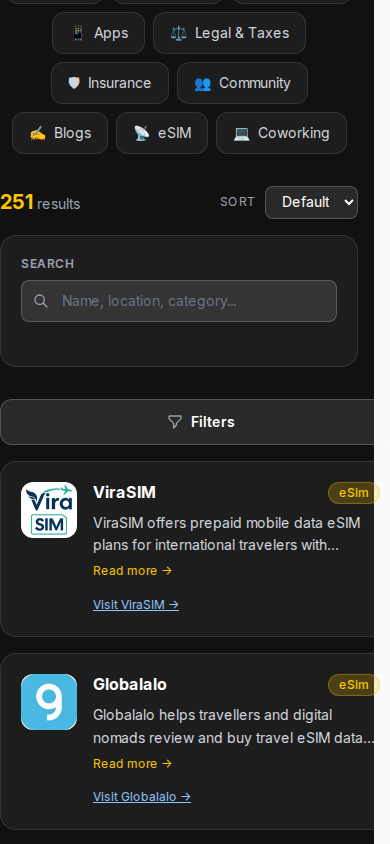 Apps
Legal & Taxes
Insurance
Community
Blogs
eSIM
Coworking
251 results
SORT
Default
SEARCH
Name, location, category...
Filters
Vira
SIM
ViraSIM
eSim
ViraSIM offers prepaid mobile data eSIM
plans for international travelers with...
Read more →
Visit ViraSIM →
9
Globalalo
eSim
Globalalo helps travellers and digital
nomads review and buy travel eSIM data...
Read more →
Visit Globalalo →